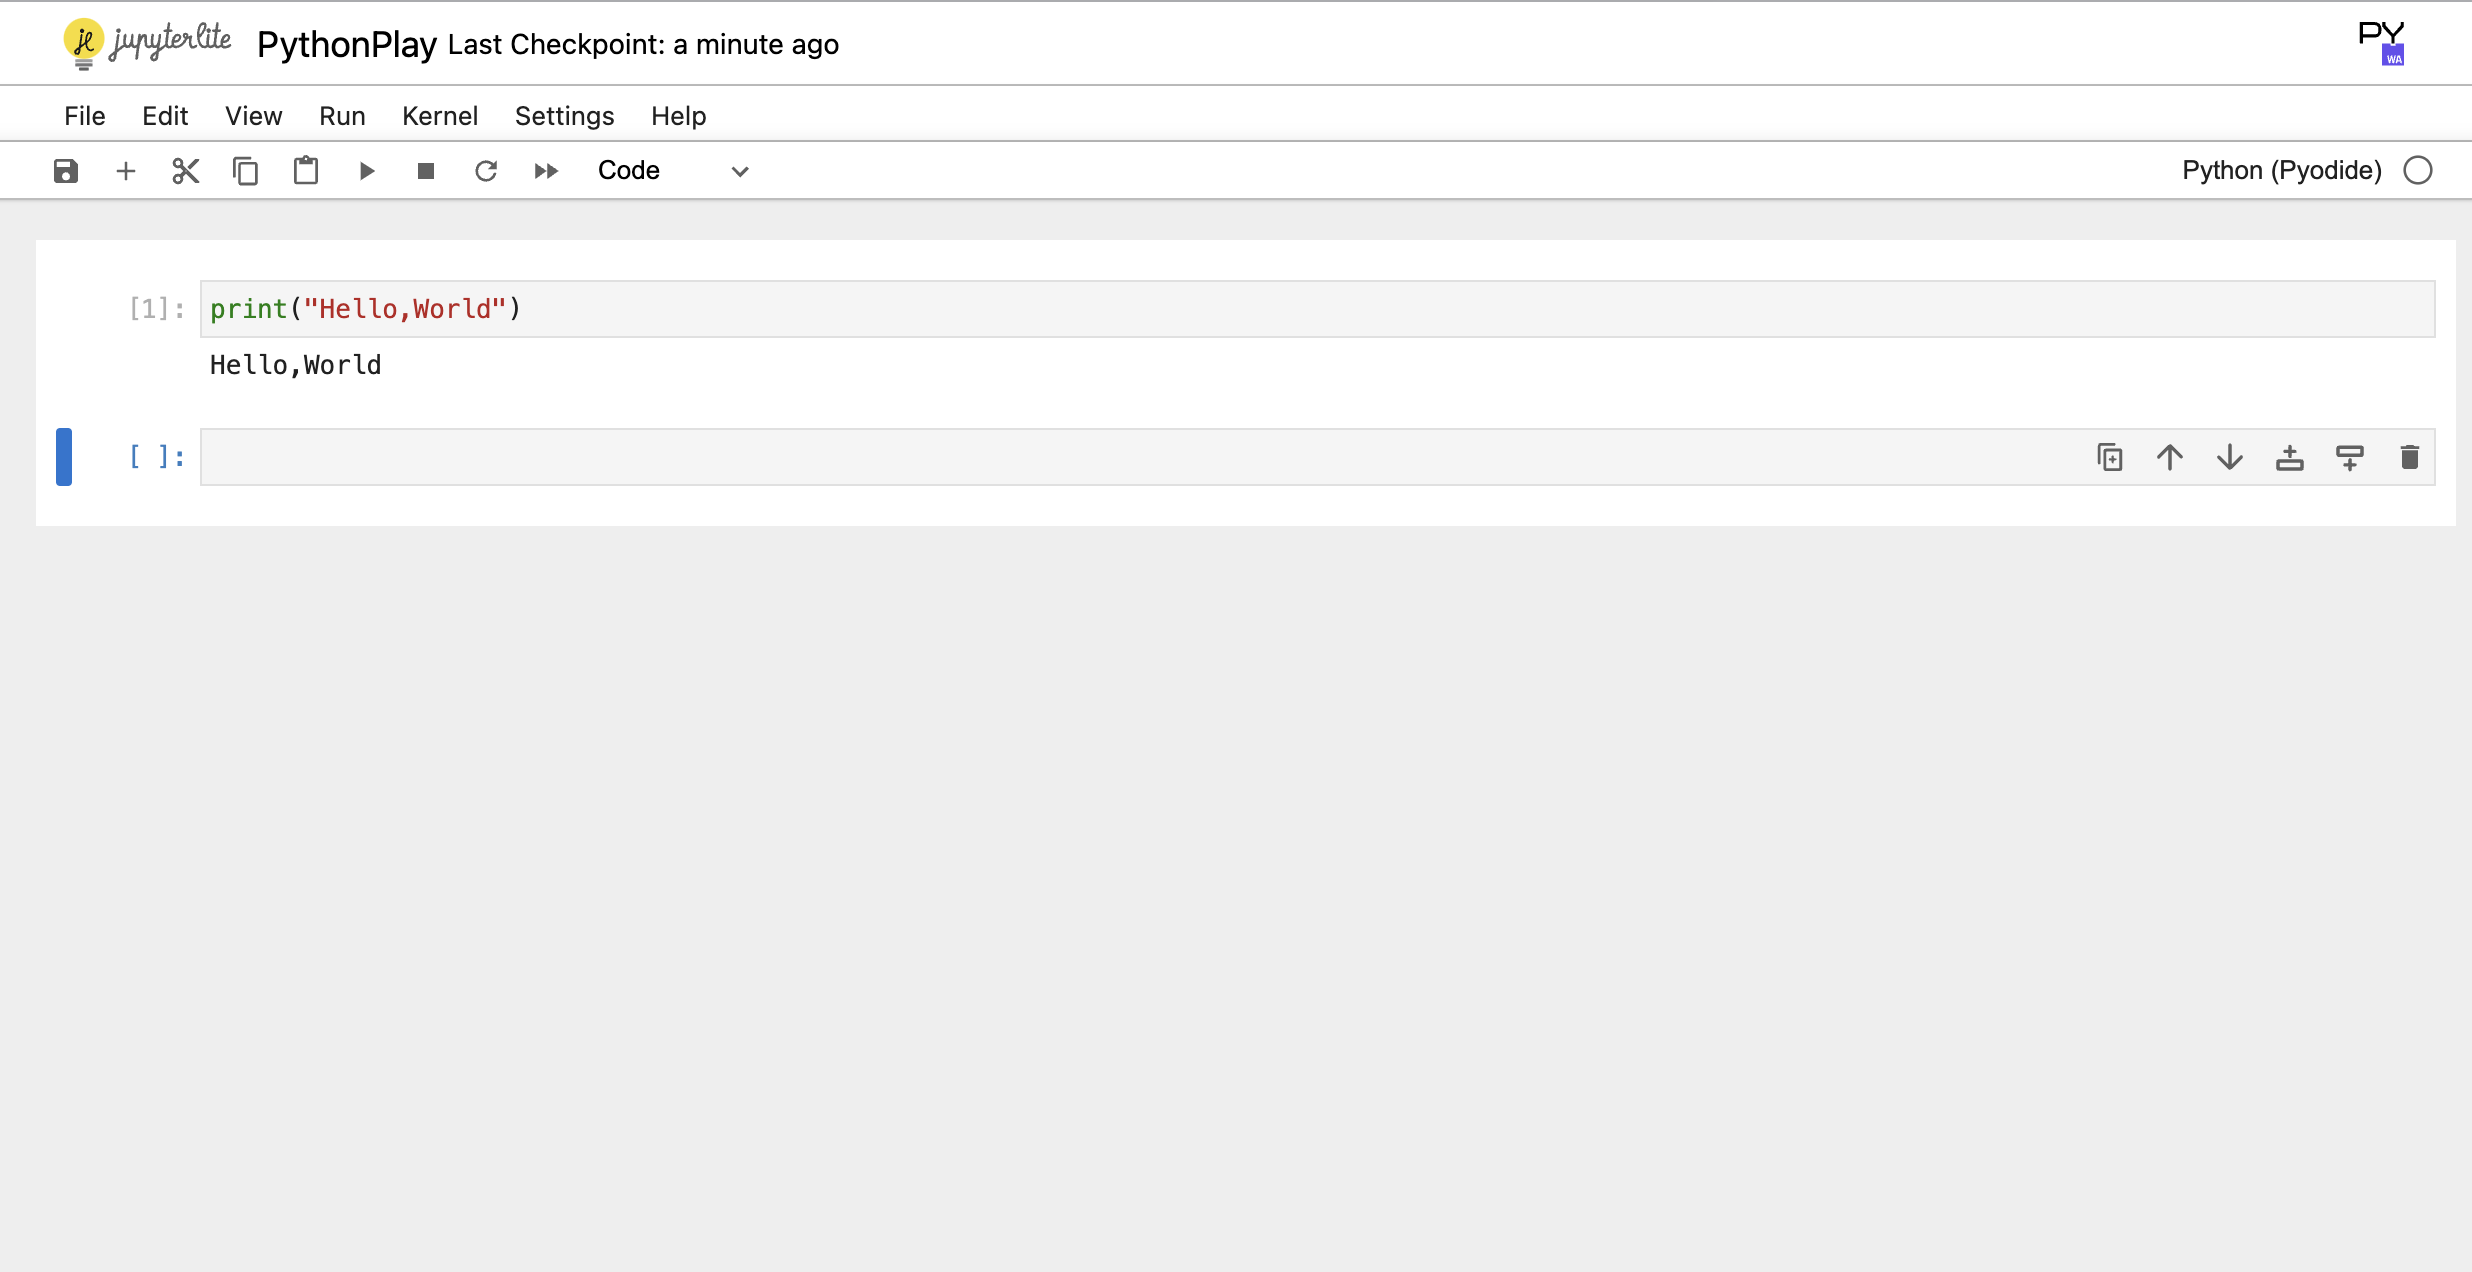 jupyterlite PythonPlay Last Checkpoint: a minute ago
PY
WA
File Edit View Run Kernel Settings Help
Code Python (Pyodide)
[1]: print("Hello,World")
Hello,World
[ ]: